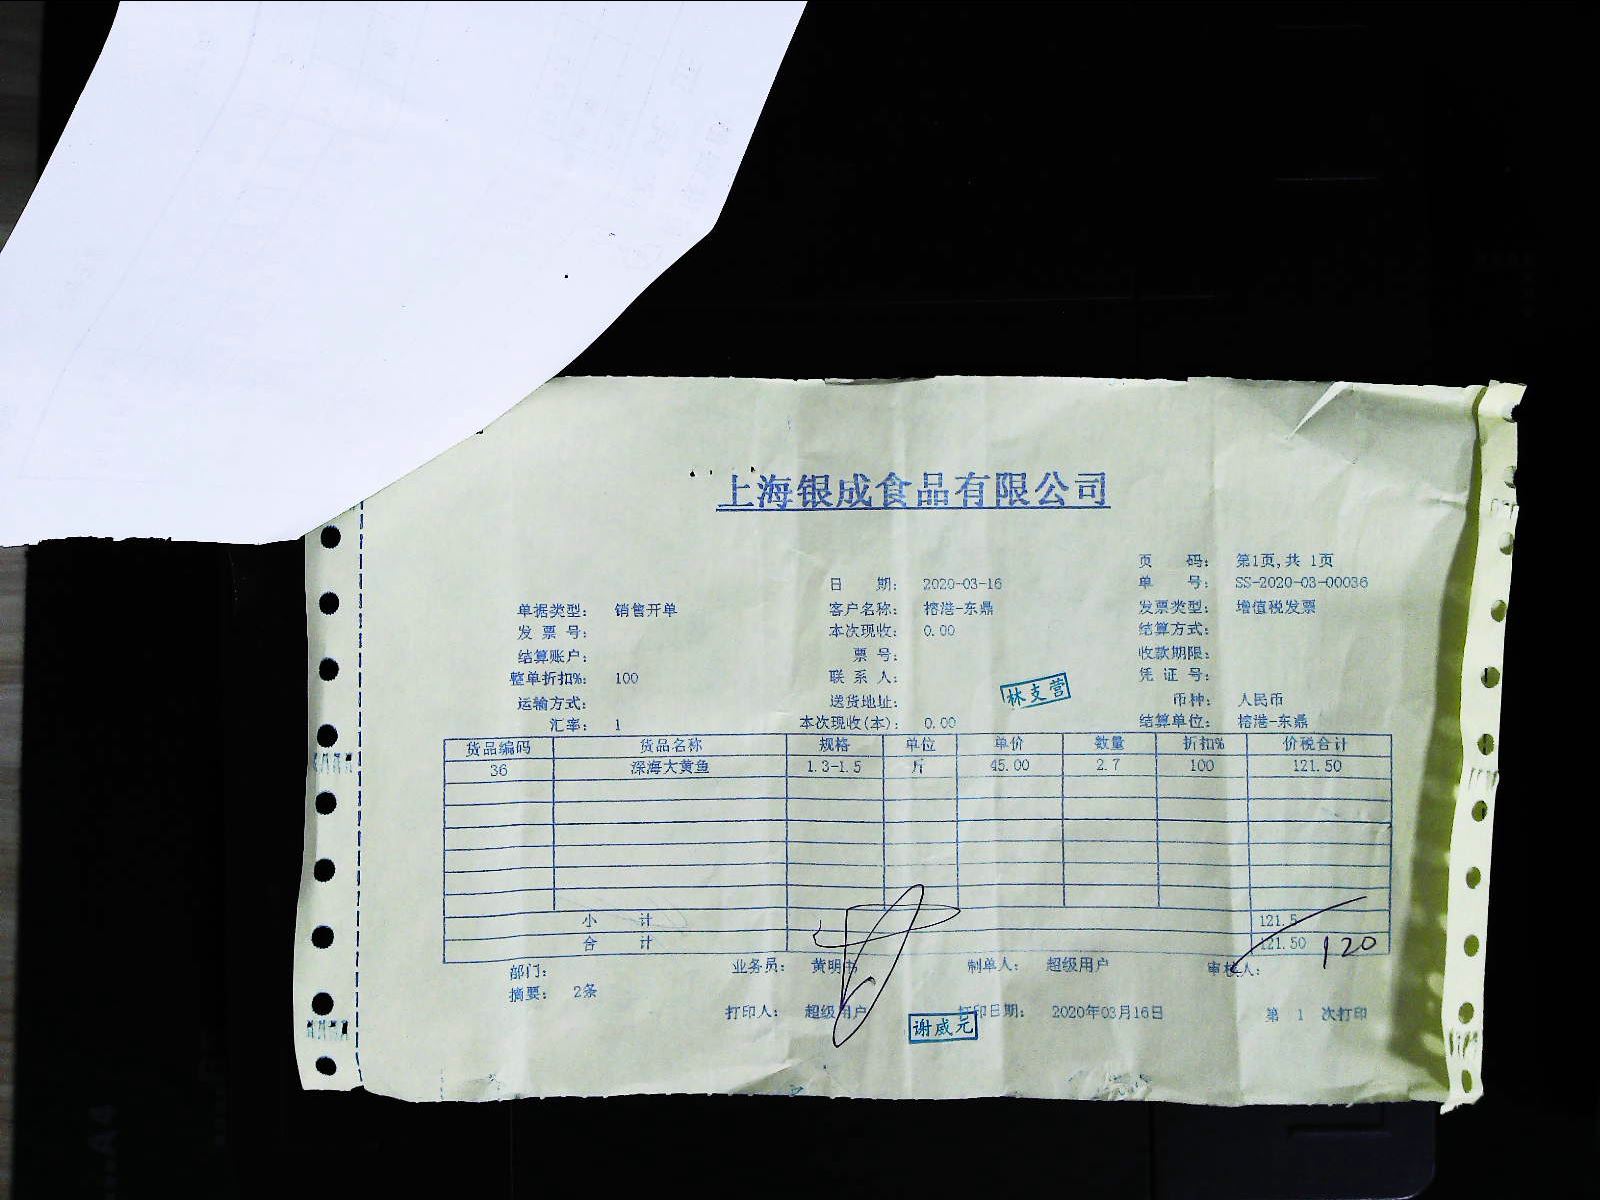 上海银成食品有限公司
页 码： 第1页,共 1页
日 期： 2020-03-16 单 号： SS-2020-03-00036
单据类型： 销售开单 客户名称： 榕港-东鼎 发票类型： 增值税发票
发 票 号： 本次现收： 0.00 结算方式：
结算账户： 票 号： 收款期限：
整单折扣%： 100 联 系 人： 凭 证 号：
林支营
运输方式： 送货地址： 币种： 人民币
汇率： 1 本次现收(本)： 0.00 结算单位： 榕港-东鼎
货品编码 货品名称 规格 单位 单价 数量 折扣% 价税合计
36 深海大黄鱼 1.3-1.5 斤 45.00 2.7 100 121.50
小 计 121.5
合 计 121.50 120
部门： 业务员： 黄明书 制单人： 超级用户 审核人：
摘要： 2条
打印人： 超级用户 打印日期： 2020年03月16日 第 1 次打印
谢威元